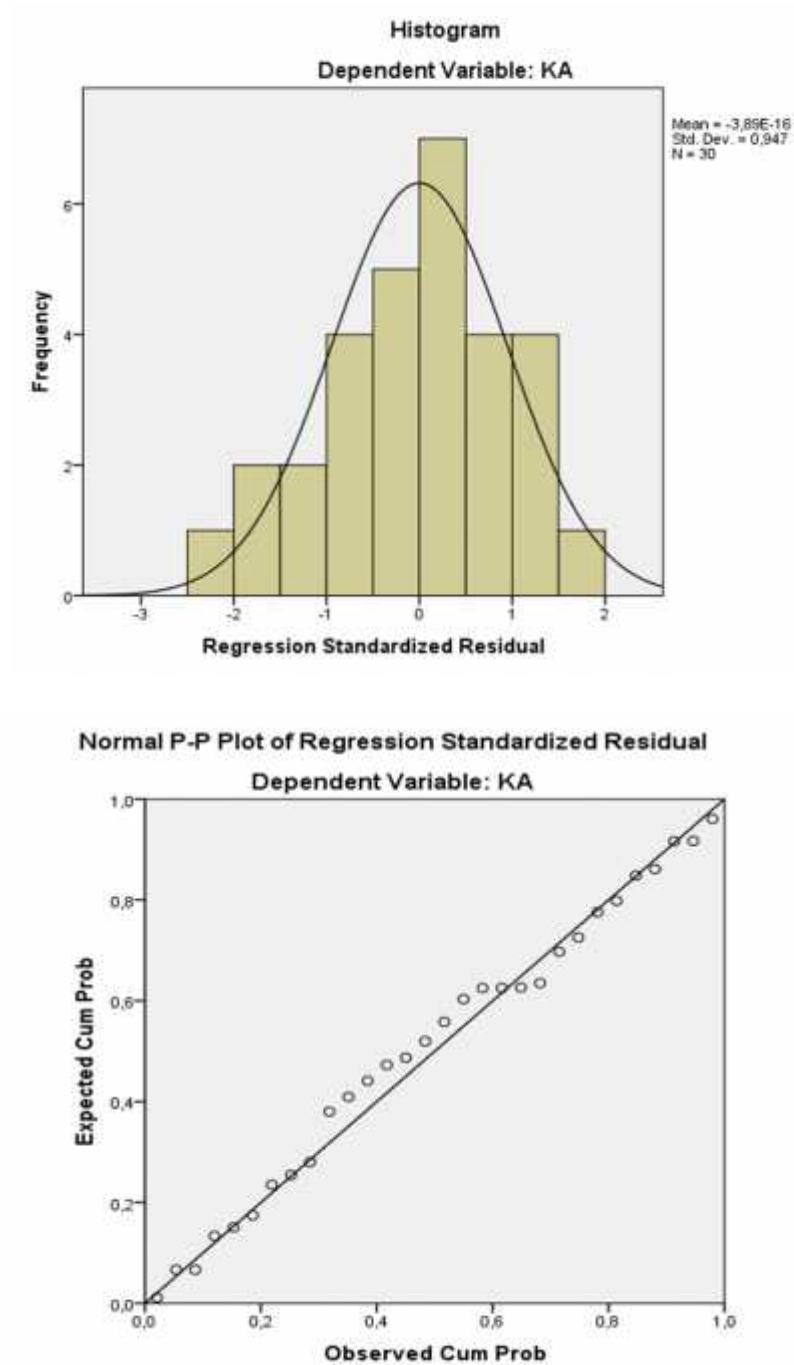 Histogram
Dependent Variable: KA
Mean = -3,89E-16
Std. Dev. = 0,947
N = 30
Frequency
6
4
2
0
-3 -2 -1 0 1 2
Regression Standardized Residual
Normal P-P Plot of Regression Standardized Residual
Dependent Variable: KA
Expected Cum Prob
1,0
0,8
0,6
0,4
0,2
0,0
0,0 0,2 0,4 0,6 0,8 1,0
Observed Cum Prob